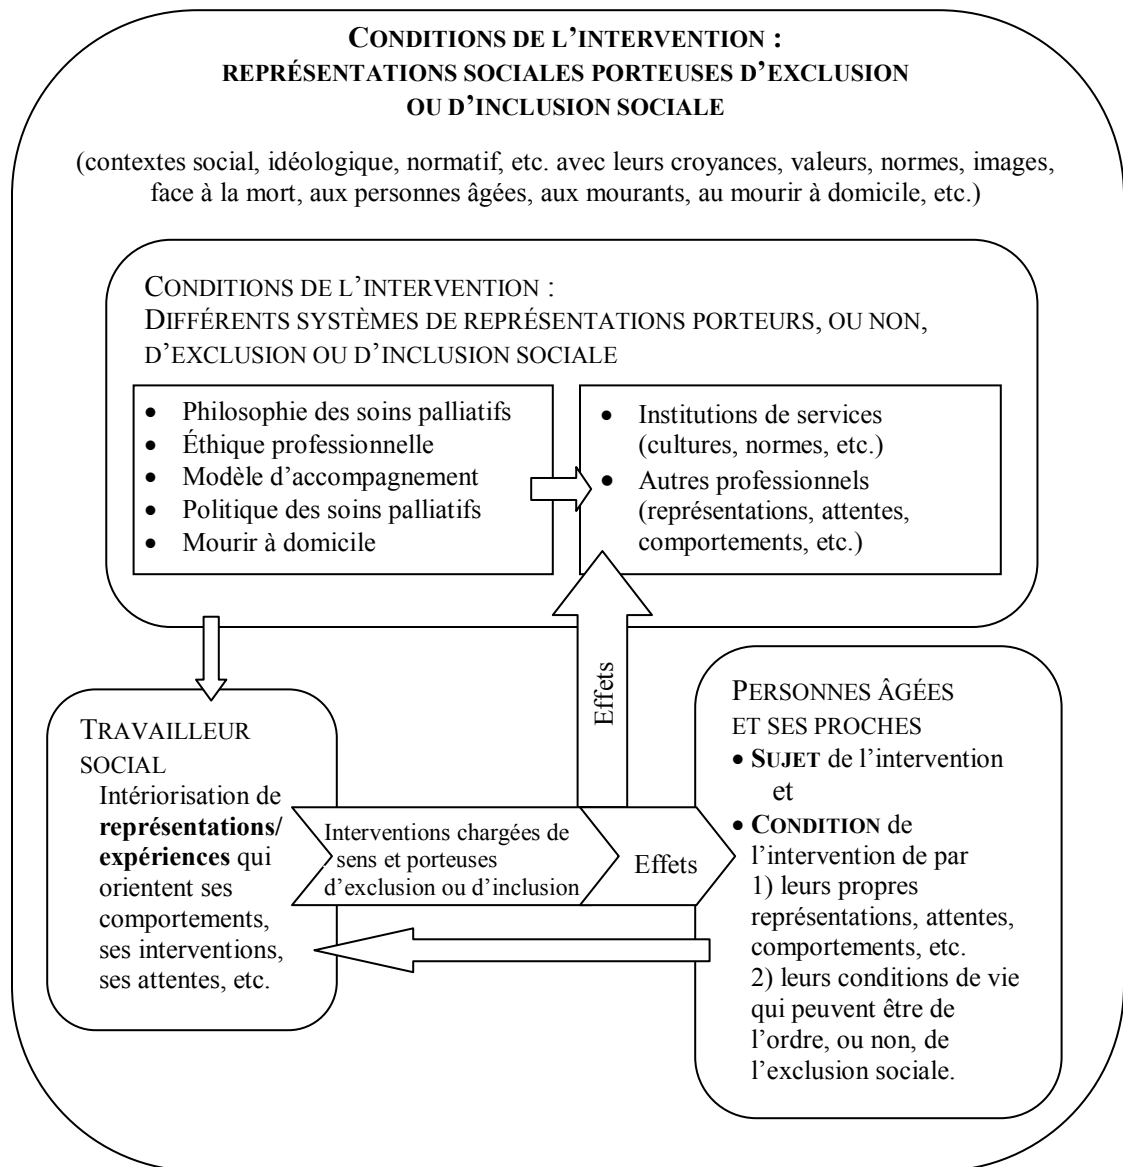 CONDITIONS DE L’INTERVENTION :
REPRÉSENTATIONS SOCIALES PORTEUSES D’EXCLUSION
OU D’INCLUSION SOCIALE
(contextes social, idéologique, normatif, etc. avec leurs croyances, valeurs, normes, images,
face à la mort, aux personnes âgées, aux mourants, au mourir à domicile, etc.)
CONDITIONS DE L’INTERVENTION :
DIFFÉRENTS SYSTÈMES DE REPRÉSENTATIONS PORTEURS, OU NON,
D’EXCLUSION OU D’INCLUSION SOCIALE
• Philosophie des soins palliatifs
• Éthique professionnelle
• Modèle d’accompagnement
• Politique des soins palliatifs
• Mourir à domicile
• Institutions de services
(cultures, normes, etc.)
• Autres professionnels
(représentations, attentes,
comportements, etc.)
Effets
TRAVAILLEUR
SOCIAL
Intériorisation de
représentations/
expériences qui
orientent ses
comportements,
ses interventions,
ses attentes, etc.
Interventions chargées de
sens et porteuses
d’exclusion ou d’inclusion
Effets
PERSONNES ÂGÉES
ET SES PROCHES
• SUJET de l’intervention
et
• CONDITION de
l’intervention de par
1) leurs propres
représentations, attentes,
comportements, etc.
2) leurs conditions de vie
qui peuvent être de
l’ordre, ou non, de
l’exclusion sociale.